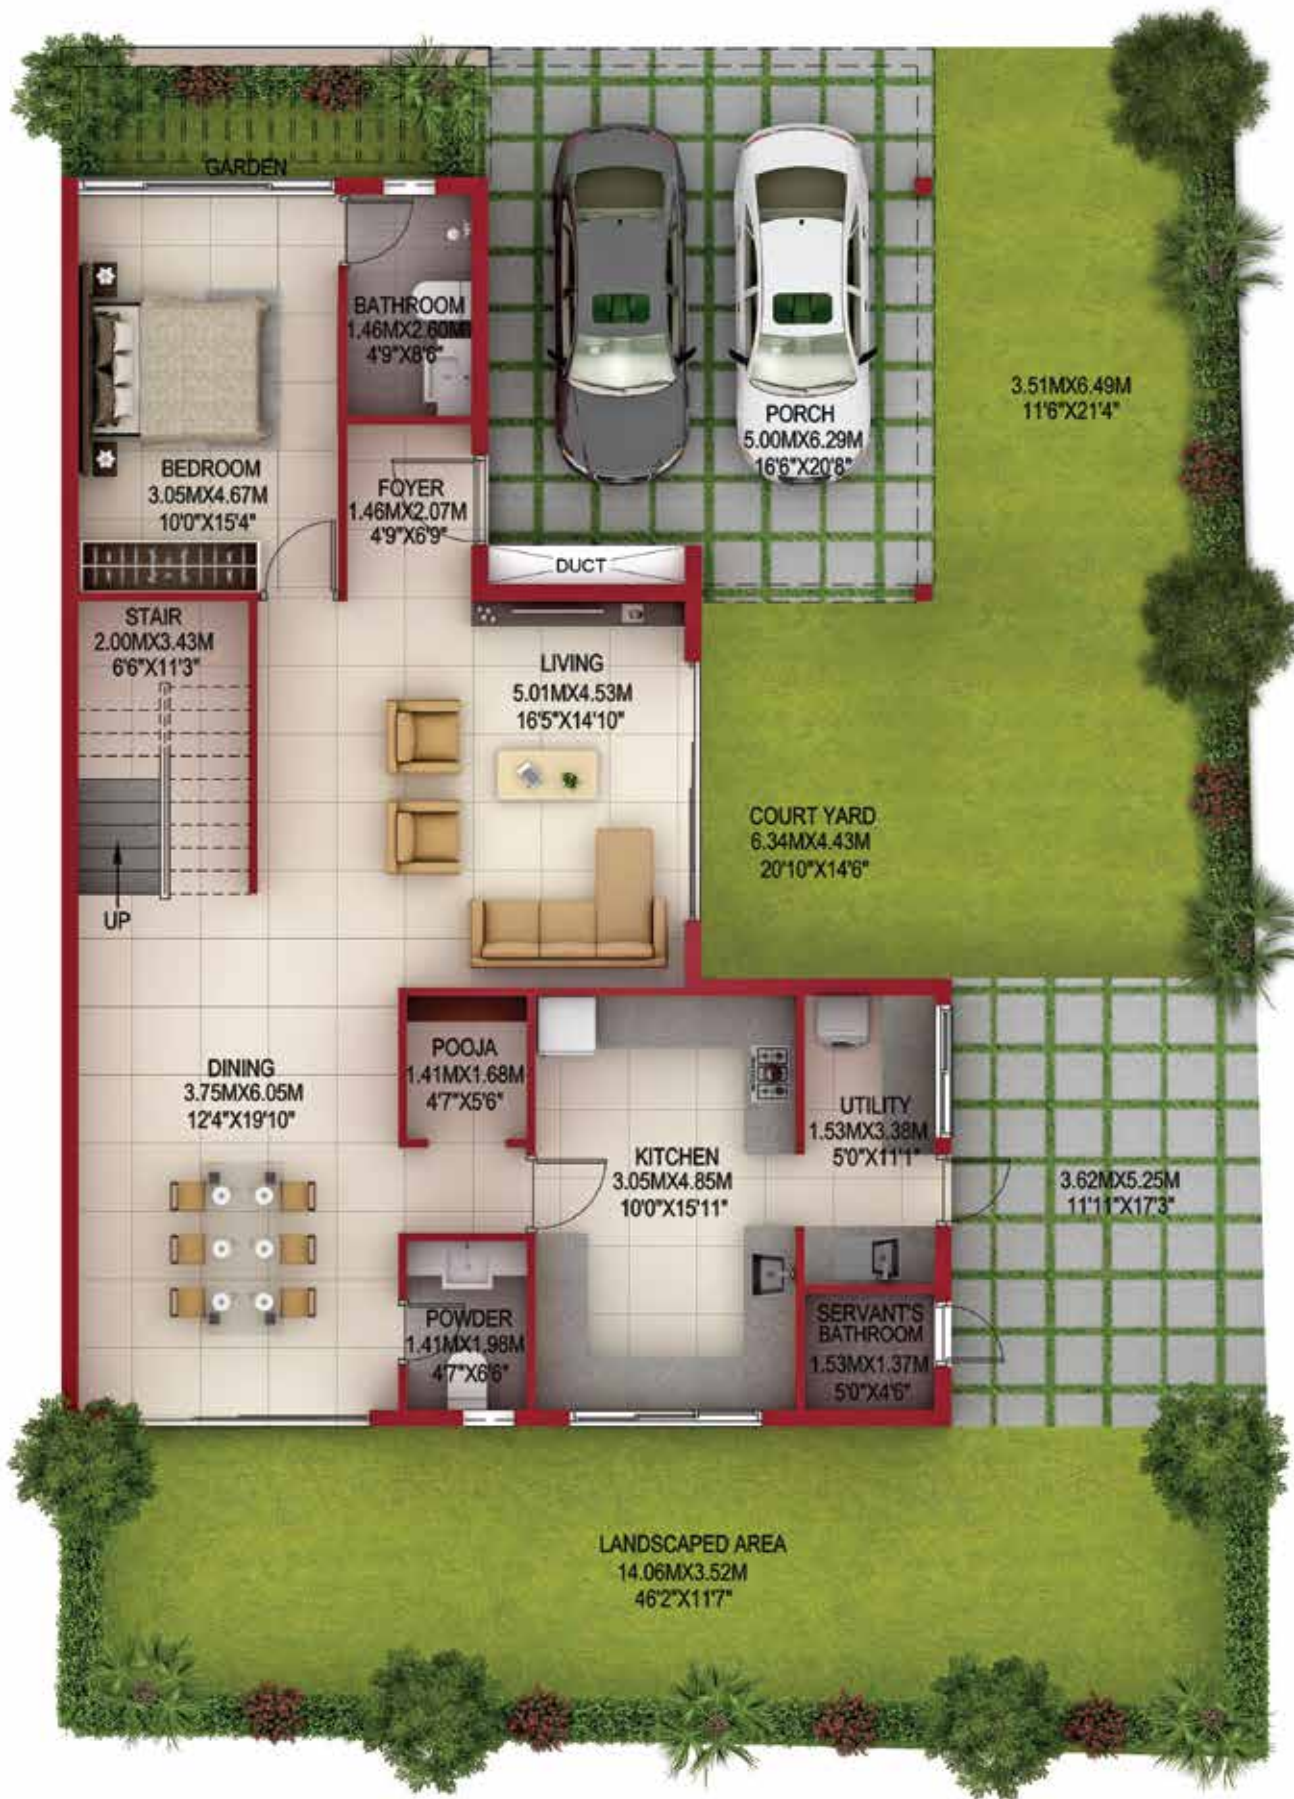 GARDEN
BATHROOM
1.46MX2.60M
4'9"X8'6"
3.51MX6.49M
11'6"X21'4"
PORCH
5.00MX6.29M
16'6"X20'8"
BEDROOM
3.05MX4.67M
10'0"X15'4"
FOYER
1.46MX2.07M
4'9"X6'9"
DUCT
STAIR
2.00MX3.43M
6'6"X11'3"
LIVING
5.01MX4.53M
16'5"X14'10"
COURT YARD
6.34MX4.43M
20'10"X14'6"
UP
POOJA
1.41MX1.68M
4'7"X5'6"
DINING
3.75MX6.05M
12'4"X19'10"
UTILITY
1.53MX3.38M
5'0"X11'1"
KITCHEN
3.05MX4.85M
10'0"X15'11"
3.62MX5.25M
11'11"X17'3"
POWDER
1.41MX1.98M
4'7"X6'6"
SERVANT'S
BATHROOM
1.53MX1.37M
5'0"X4'6"
LANDSCAPED AREA
14.06MX3.52M
46'2"X11'7"